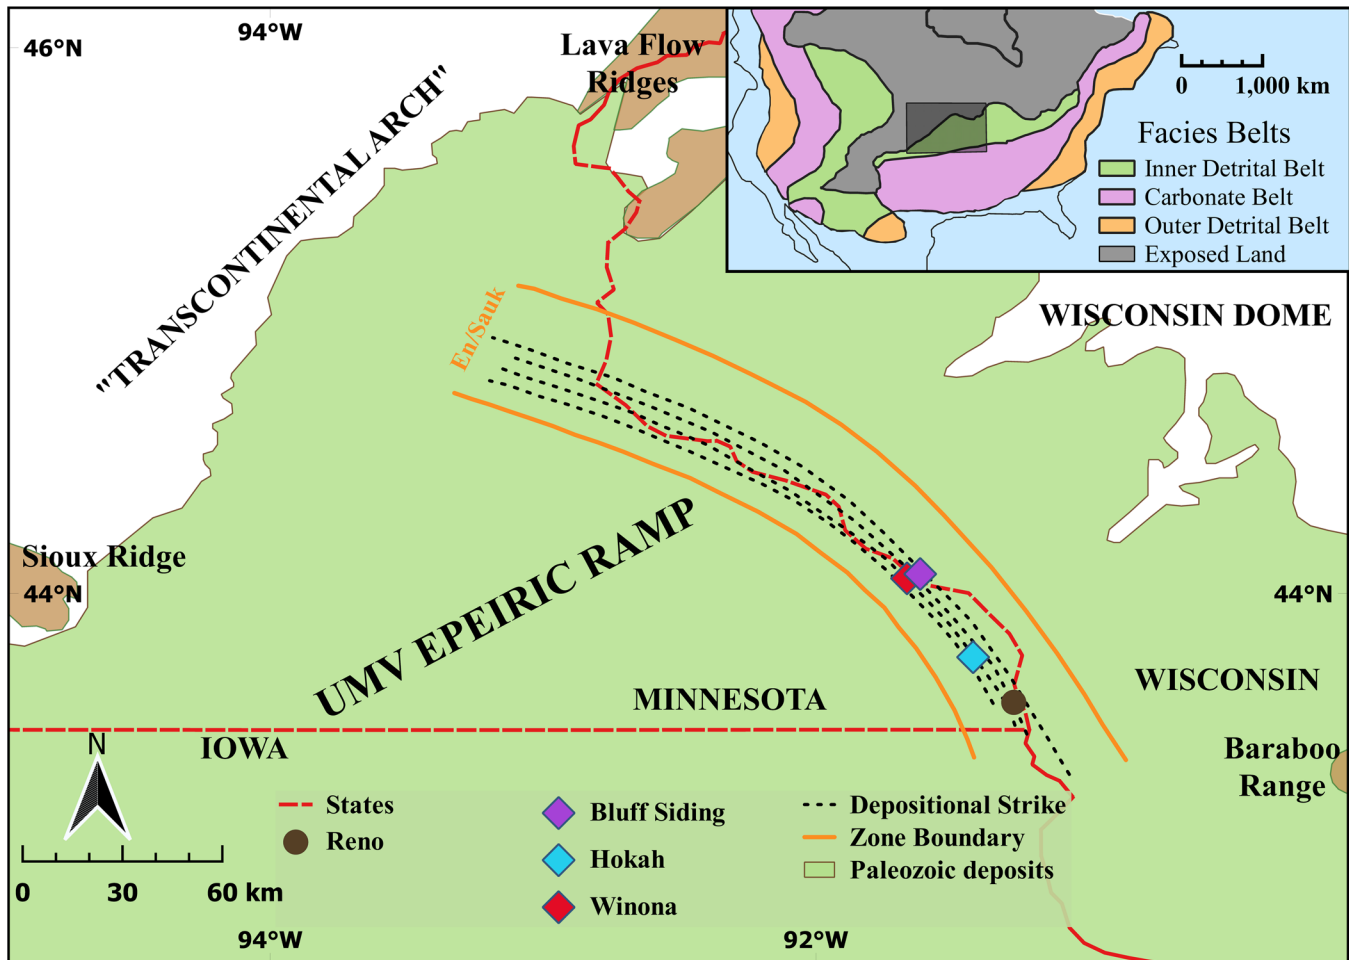 94°W
46°N
Lava Flow
Ridges
"TRANSCONTINENTAL ARCH"
0 1,000 km
Facies Belts
Inner Detrital Belt
Carbonate Belt
Outer Detrital Belt
Exposed Land
WISCONSIN DOME
En/Sauk
Sioux Ridge
44°N
44°N
UMV EPEIRIC RAMP
MINNESOTA
WISCONSIN
IOWA
N
Baraboo
Range
States
Reno
Bluff Siding
Hokah
Winona
Depositional Strike
Zone Boundary
Paleozoic deposits
0 30 60 km
94°W
92°W